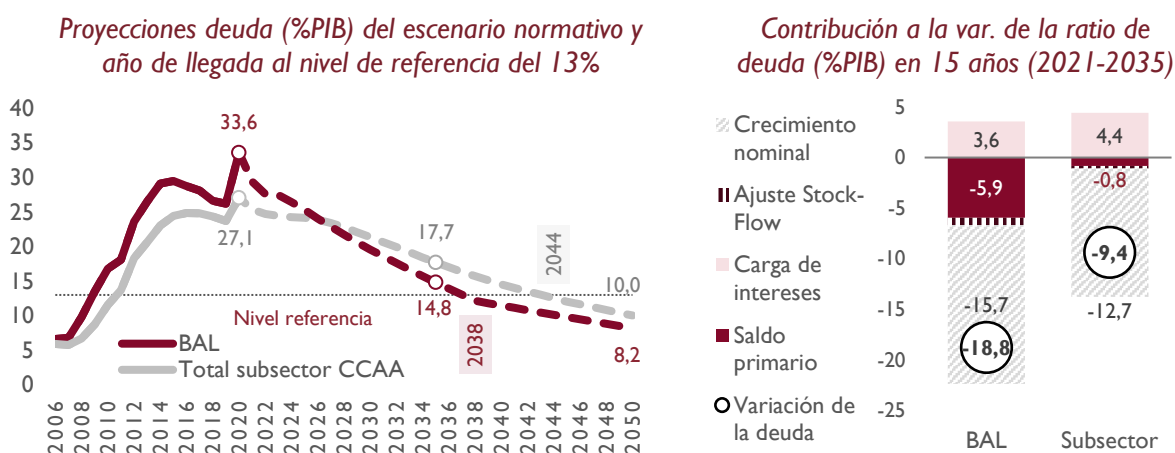 Proyecciones deuda (%PIB) del escenario normativo y
año de llegada al nivel de referencia del 13%
40
35
30
25
20
15
10
5
0
33,6
27,1
17,7
14,8
2044
2038
10,0
8,2
Nivel referencia
BAL
Total subsector CCAA
2006
2008
2010
2012
2014
2016
2018
2020
2022
2024
2026
2028
2030
2032
2034
2036
2038
2040
2042
2044
2046
2048
2050
Contribución a la var. de la ratio de
deuda (%PIB) en 15 años (2021-2035)
Crecimiento
nominal
Ajuste Stock-
Flow
Carga de
intereses
Saldo
primario
Variación de
la deuda
5
0
-5
-10
-15
-20
-25
3,6
4,4
-5,9
-0,8
-9,4
-15,7
-12,7
-18,8
BAL
Subsector